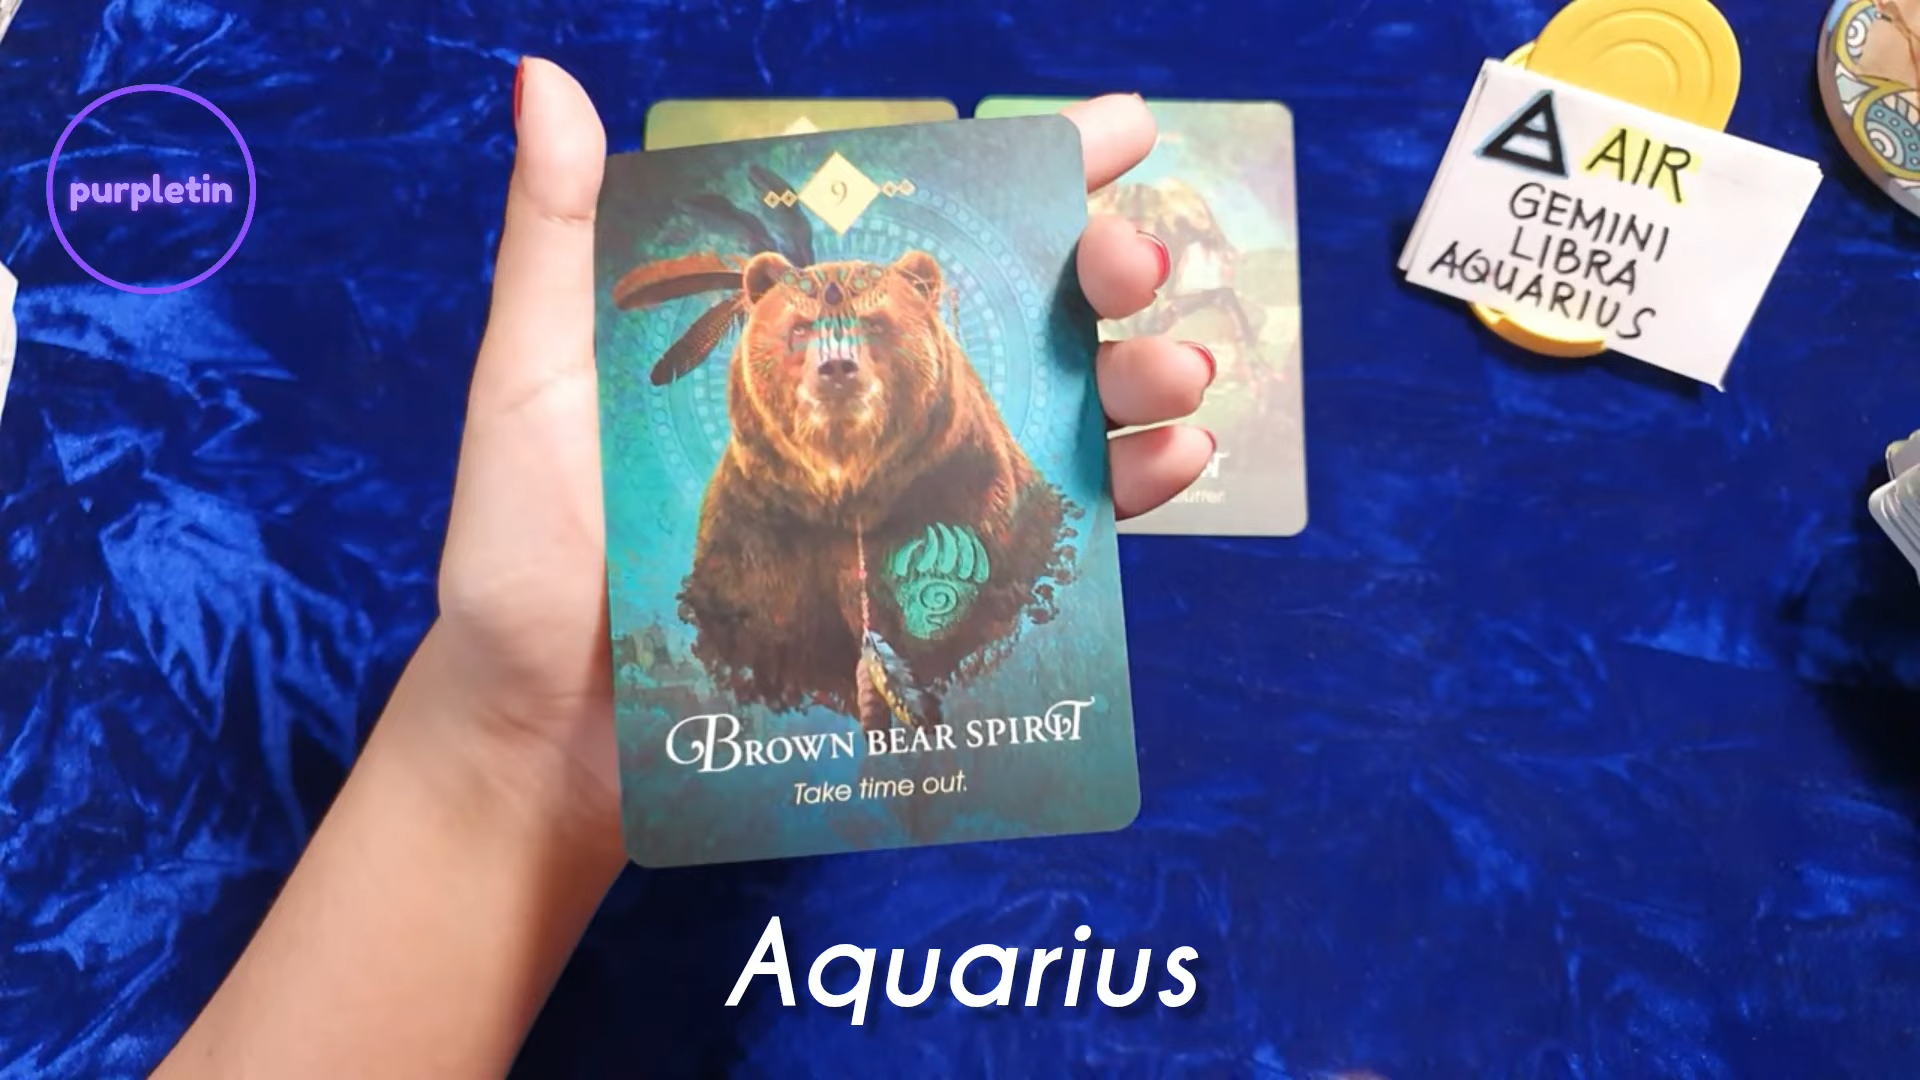 purpletin
AIR
GEMINI
LIBRA
AQUARIUS
9
BROWN BEAR SPIRIT
Take time out.
Aquarius